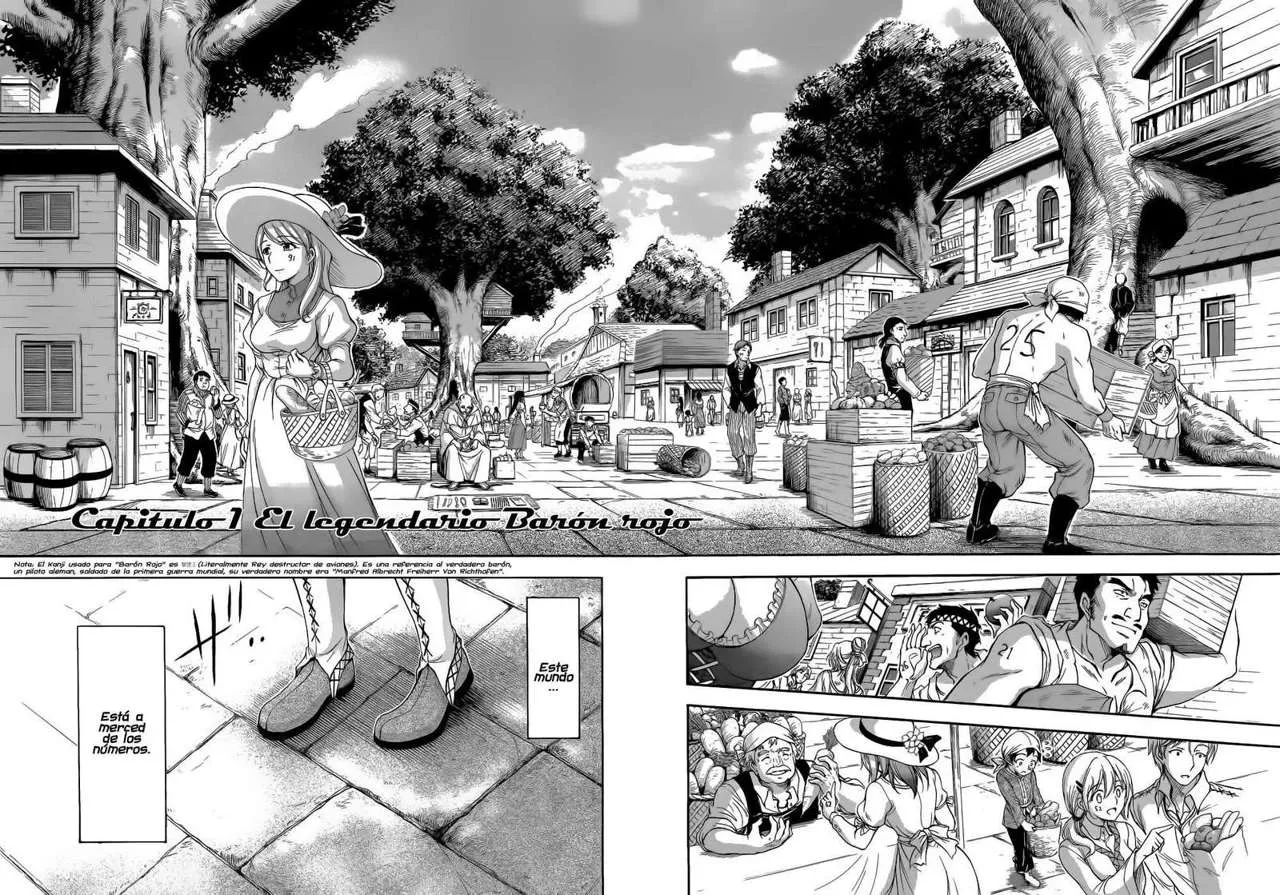 Capitulo 1 El legendario Barón rojo
Nota: El Kanji usado para "Barón Rojo" es (Literalmente Rey destructor de aviones). Es una referencia al verdadero barón,
un piloto aleman, soldado de la primera guerra mundial, su verdadero nombre era "Manfred Albrecht Freiherr Von Richthofen".
25
21
Este
mundo
...
Está a
merced
de los
números.